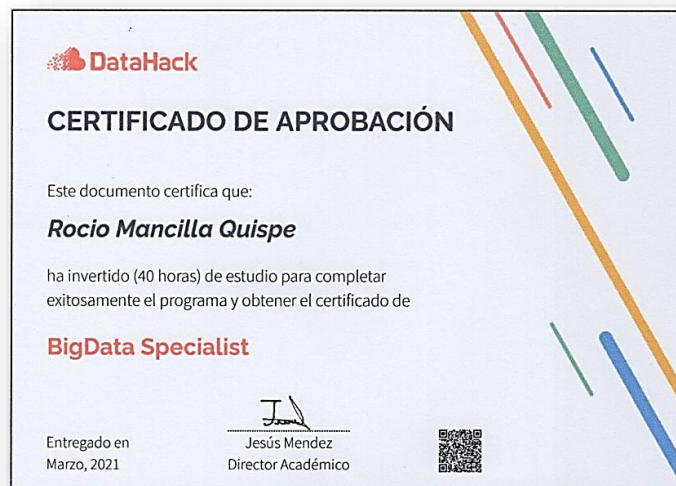 DataHack
CERTIFICADO DE APROBACIÓN
Este documento certifica que:
Rocio Mancilla Quispe
ha invertido (40 horas) de estudio para completar
exitosamente el programa y obtener el certificado de
BigData Specialist
Entregado en
Marzo, 2021
Jesús Mendez
Director Académico